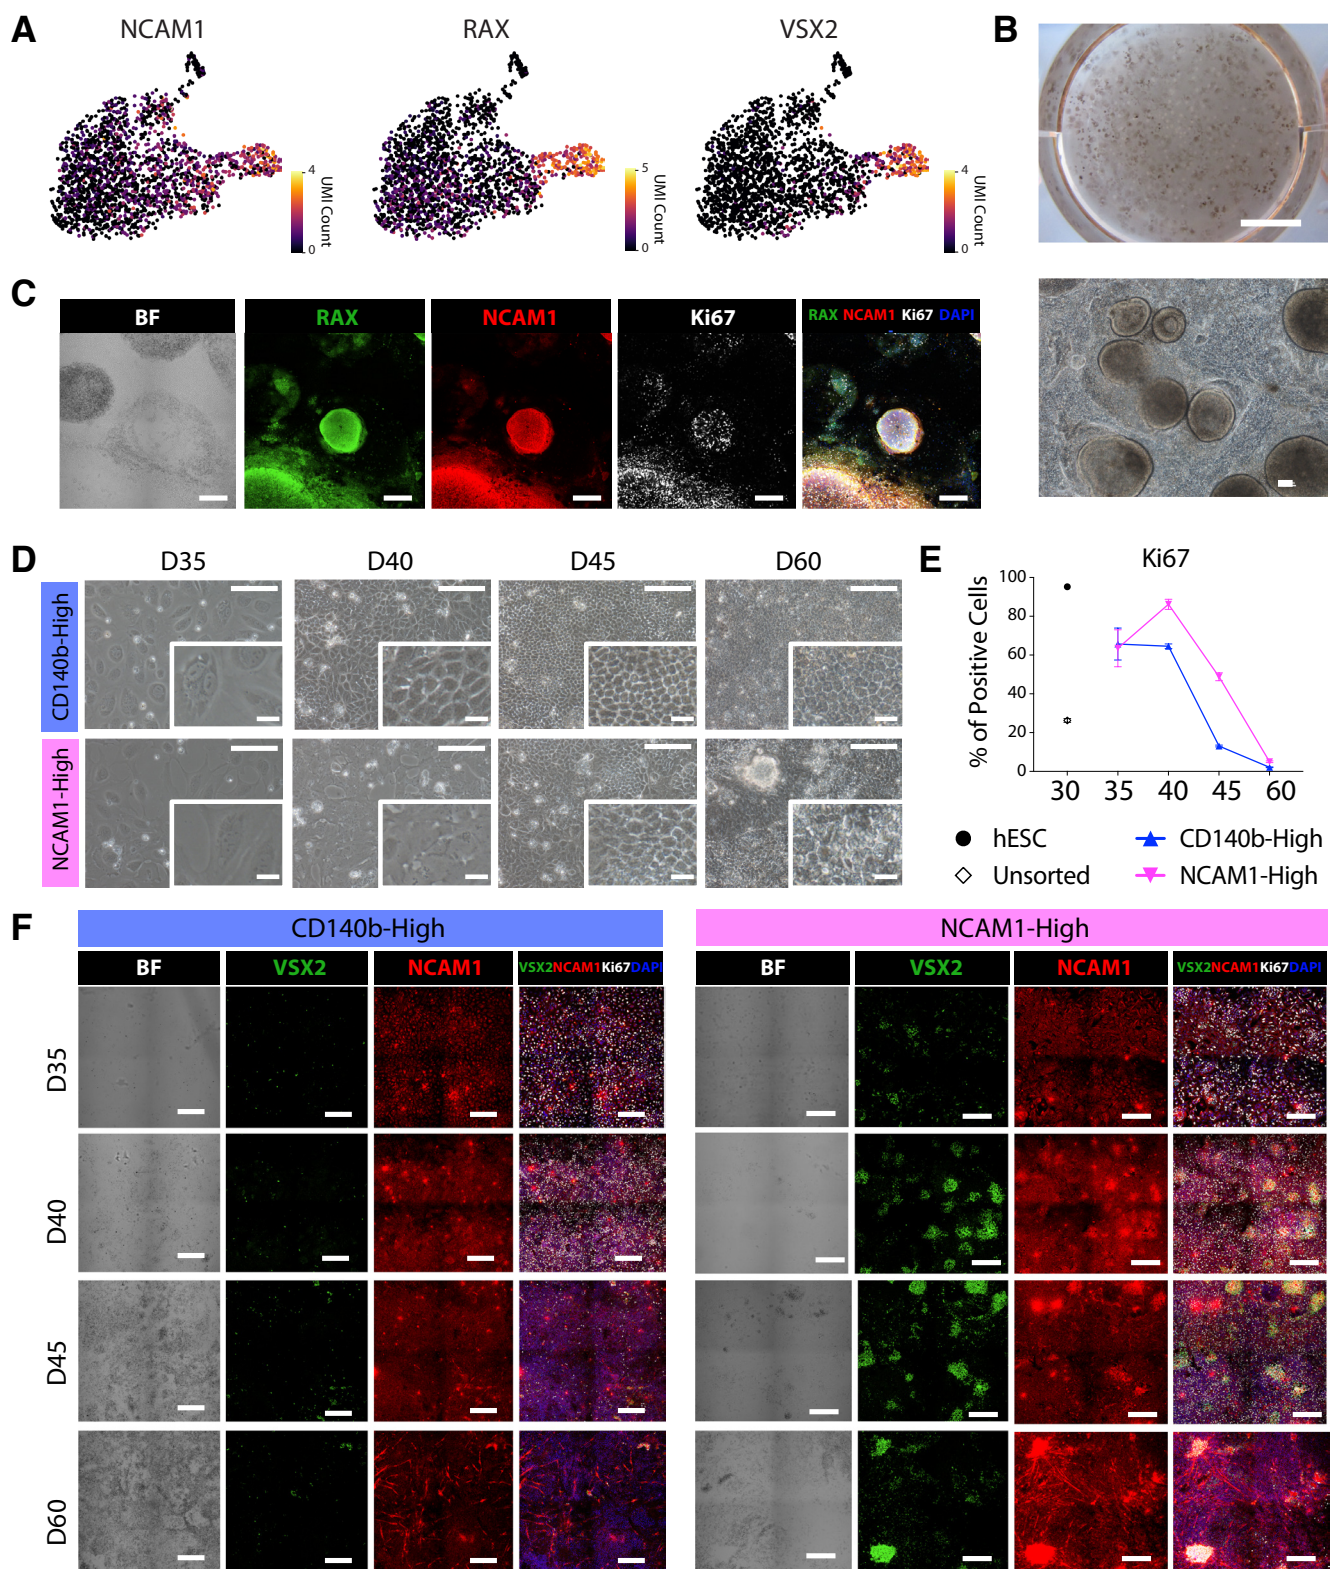 A
NCAM1
RAX
VSX2
4
UMI Count
0
5
UMI Count
0
4
UMI Count
0
B
C
BF
RAX
NCAM1
Ki67
RAX NCAM1 Ki67 DAPI
D
D35
D40
D45
D60
CD140b-High
NCAM1-High
E
Ki67
% of Positive Cells
100
80
60
40
20
0
30 35 40 45 60
hESC
CD140b-High
Unsorted
NCAM1-High
F
CD140b-High
NCAM1-High
BF
VSX2
NCAM1
VSX2NCAM1Ki67DAPI
BF
VSX2
NCAM1
VSX2NCAM1Ki67DAPI
D35
D40
D45
D60